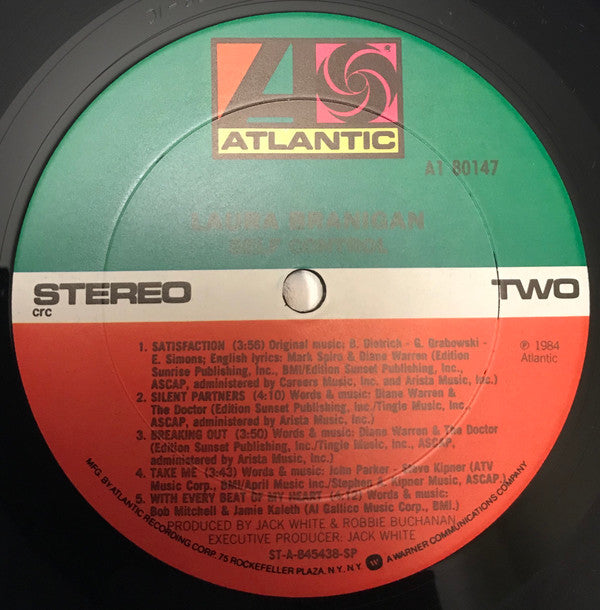 ATLANTIC
A1 80147
LAURA BRANIGAN
SELF CONTROL
STEREO
TWO
crc
℗ 1984
Atlantic
1. SATISFACTION (3:56) Original music: B. Dietrich - G. Grabowski -
E. Simons; English lyrics: Mark Spiro & Diane Warren (Edition
Sunrise Publishing, Inc., BMI/Edition Sunset Publishing, Inc.,
ASCAP, administered by Careers Music, Inc. and Arista Music, Inc.)
2. SILENT PARTNERS (4:10) Words & music: Diane Warren &
The Doctor (Edition Sunset Publishing, Inc./Tingle Music, Inc.,
ASCAP, administered by Arista Music, Inc.)
3. BREAKING OUT (3:50) Words & music: Diane Warren & The Doctor
(Edition Sunset Publishing, Inc./Tingle Music, Inc., ASCAP,
administered by Arista Music, Inc.)
4. TAKE ME (3:43) Words & music: John Parker - Steve Kipner (ATV
Music Corp., BMI/April Music Inc./Stephen A. Kipner Music, ASCAP.)
5. WITH EVERY BEAT OF MY HEART (4:12) Words & music:
Bob Mitchell & Jamie Kaleth (Al Gallico Music Corp., BMI.)
PRODUCED BY JACK WHITE & ROBBIE BUCHANAN
EXECUTIVE PRODUCER: JACK WHITE
ST-A-845438-SP
MFG. BY ATLANTIC RECORDING CORP. 75 ROCKEFELLER PLAZA, N.Y. N.Y. A WARNER COMMUNICATIONS COMPANY